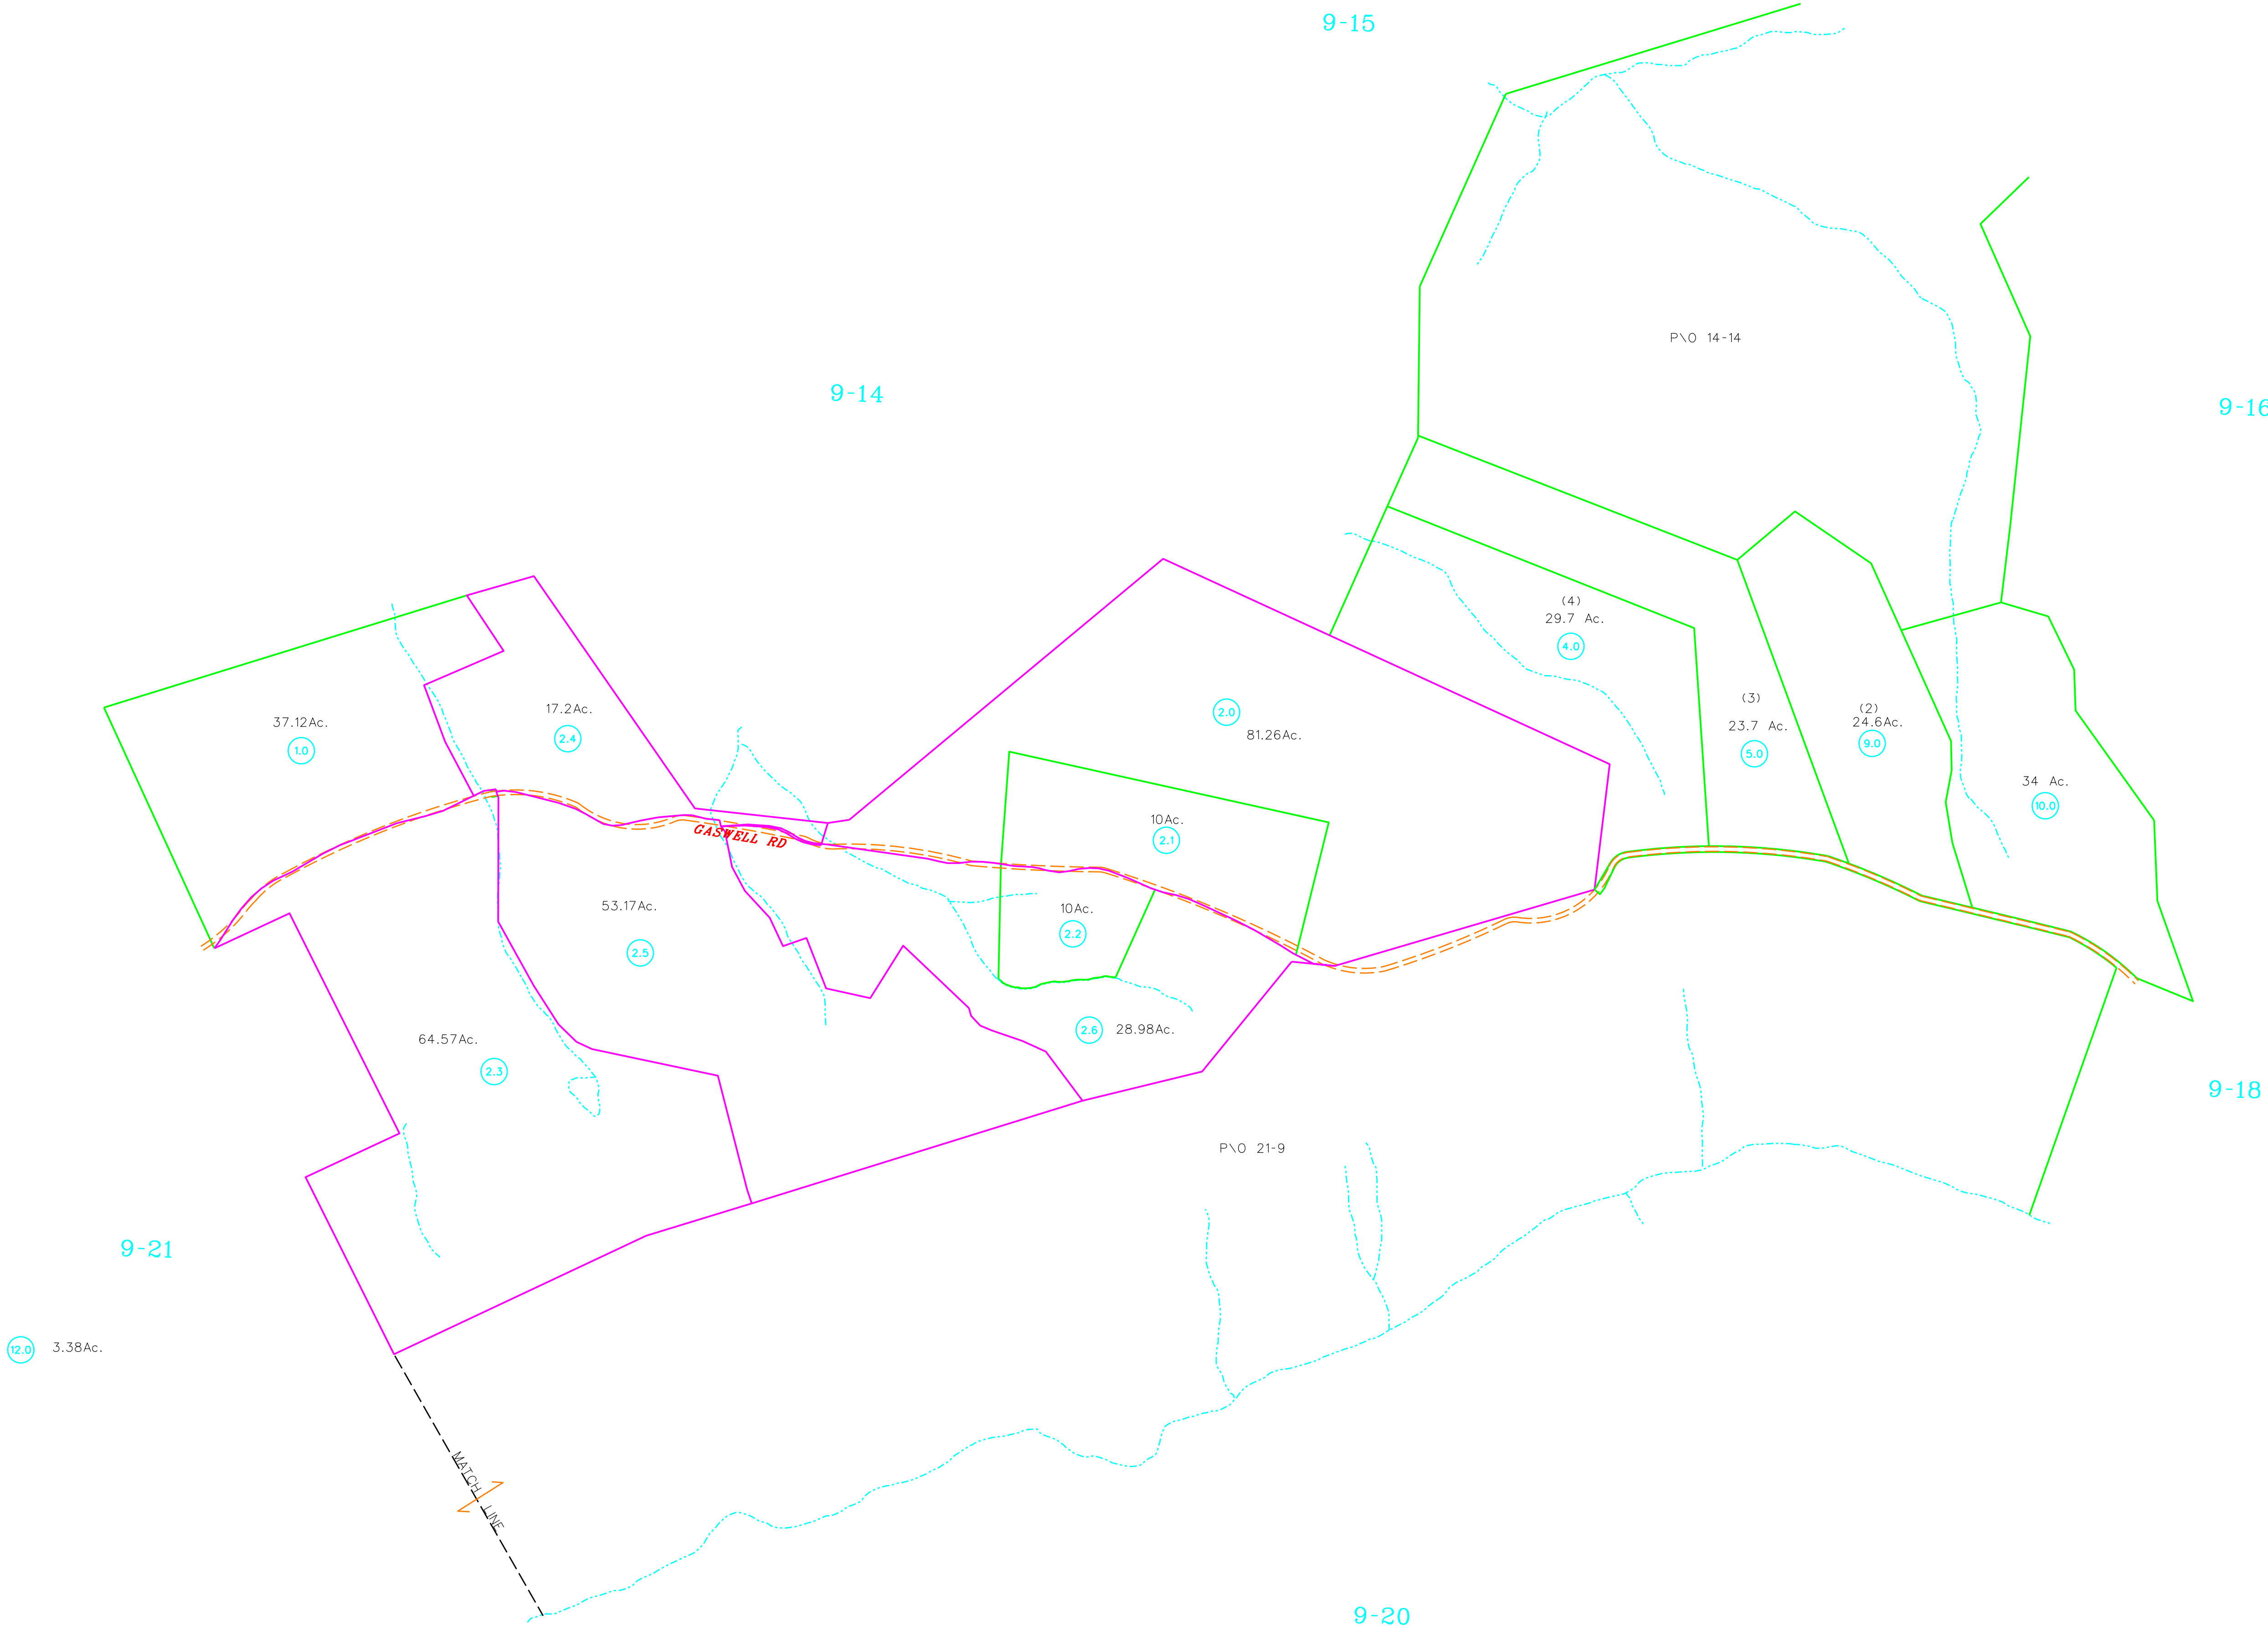 9-15
P\O 14-14
9-14
9-16
(4)
29.7 Ac.
4.0
37.12Ac.
1.0
17.2Ac.
2.4
2.0
81.26Ac.
(3)
23.7 Ac.
5.0
(2)
24.6Ac.
9.0
34 Ac.
10.0
GASWELL RD
10Ac.
2.1
53.17Ac.
2.5
10Ac.
2.2
64.57Ac.
2.3
2.6
28.98Ac.
9-18
P\O 21-9
9-21
12.0
3.38Ac.
MATCH LINE
9-20